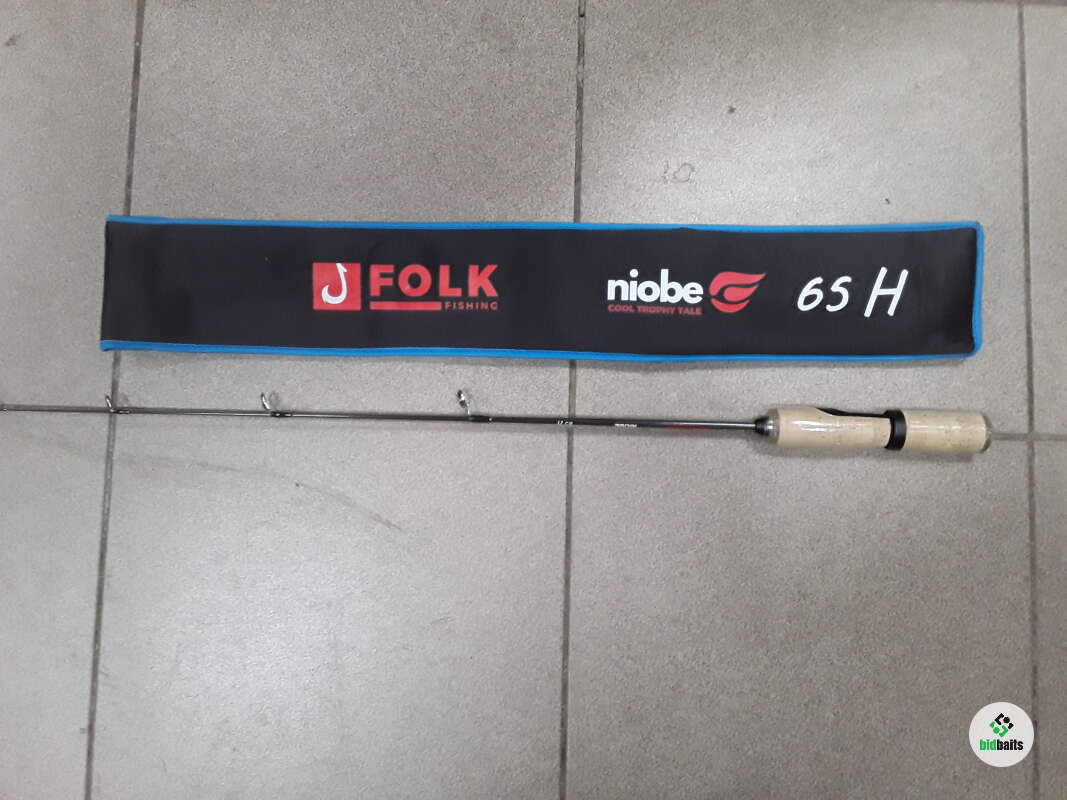 FOLK
FISHING
niobe
COOL TROPHY TALE
65 H
bidbaits